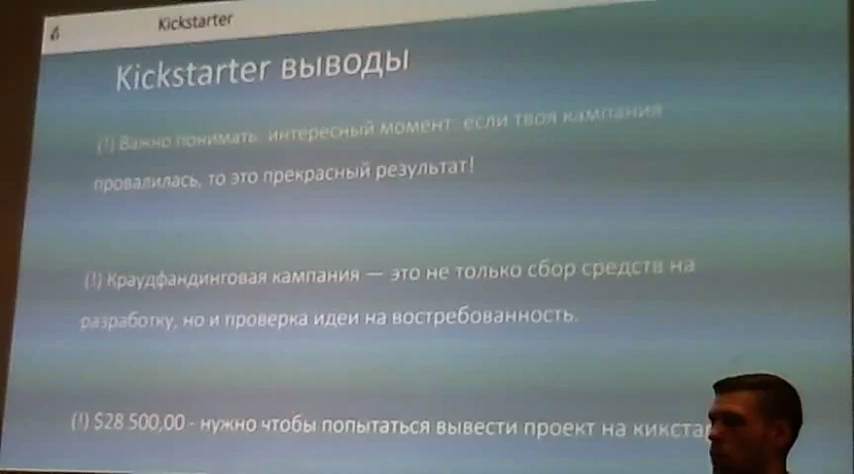 Kickstarter
Kickstarter выводы
(!) Важно понимать, интересный момент: если твоя кампания
провалилась, то это прекрасный результат!
(!) Краудфандинговая кампания — это не только сбор средств на
разработку, но и проверка идеи на востребованность.
(!) $28 500,00 - нужно чтобы попытаться вывести проект на